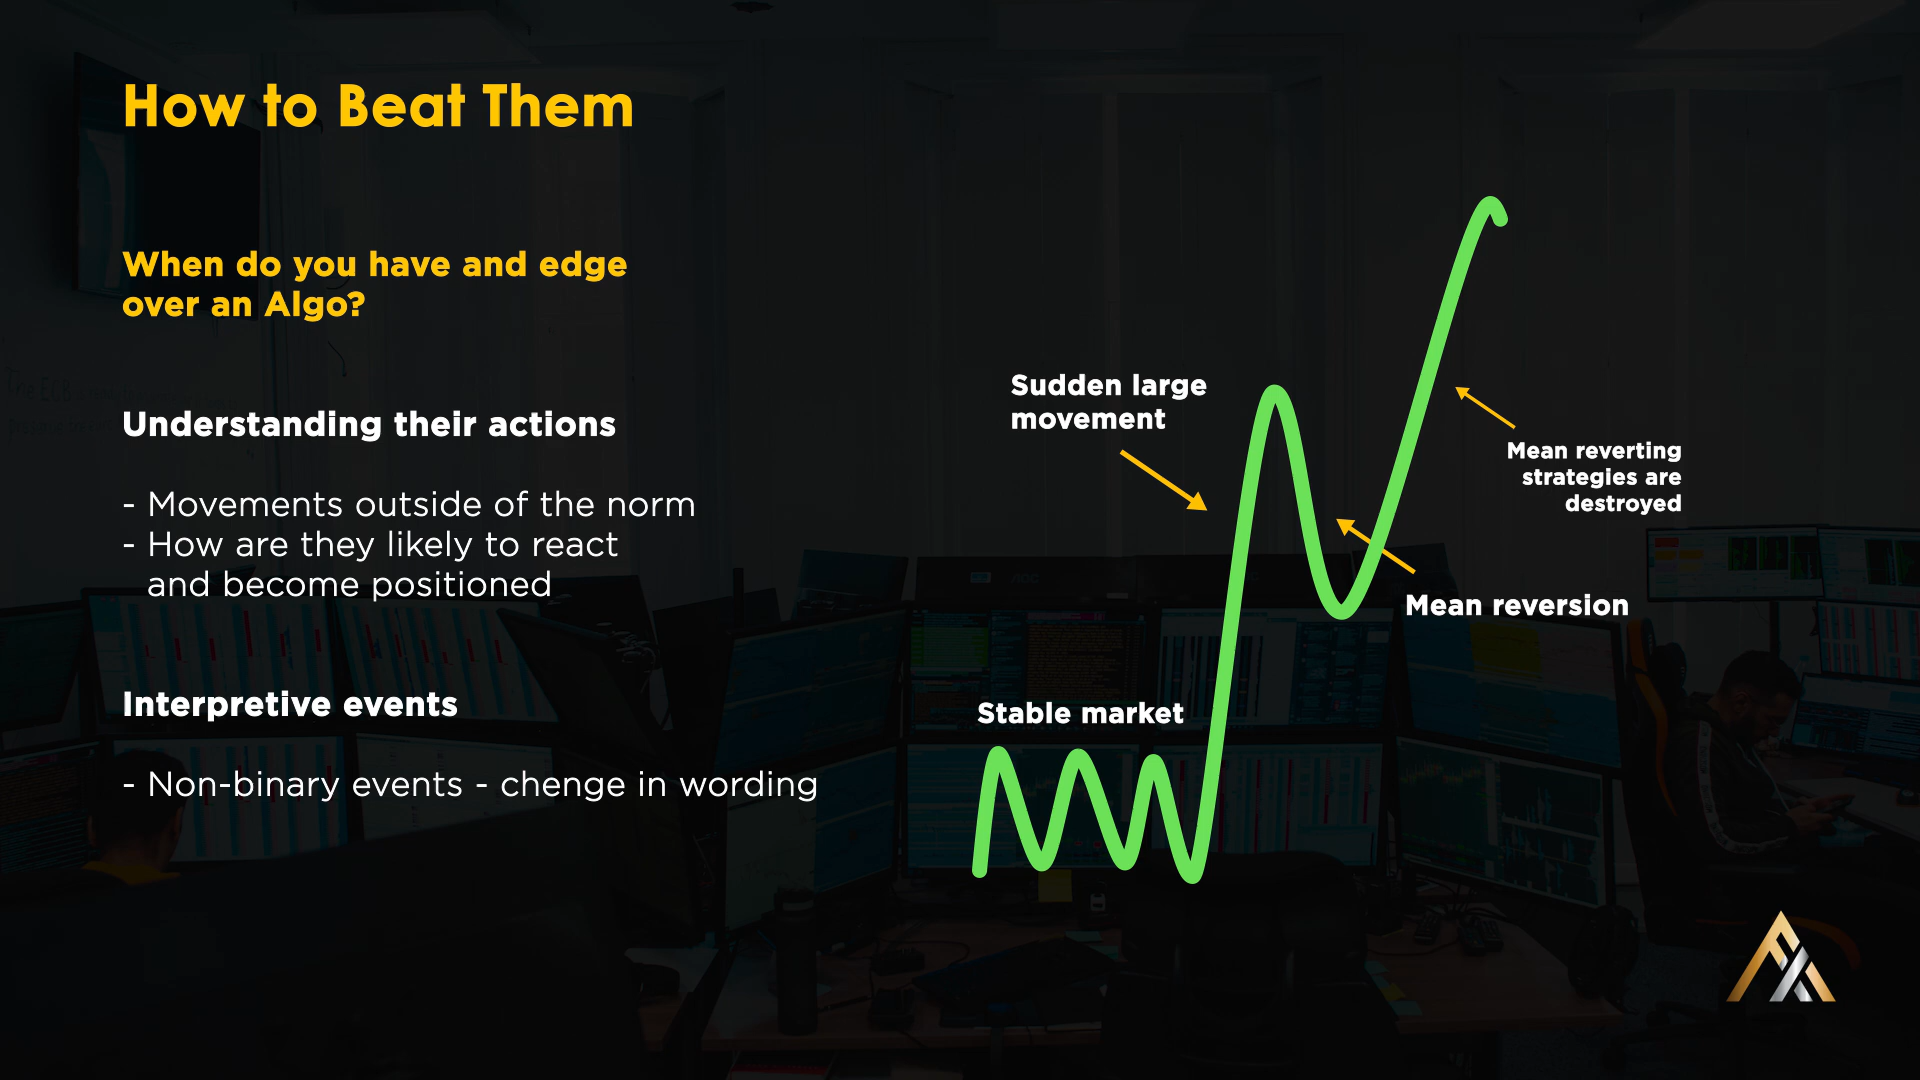 How to Beat Them
When do you have and edge
over an Algo?
Understanding their actions
- Movements outside of the norm
- How are they likely to react
and become positioned
Interpretive events
- Non-binary events - chenge in wording
Sudden large
movement
Mean reverting
strategies are
destroyed
Mean reversion
Stable market